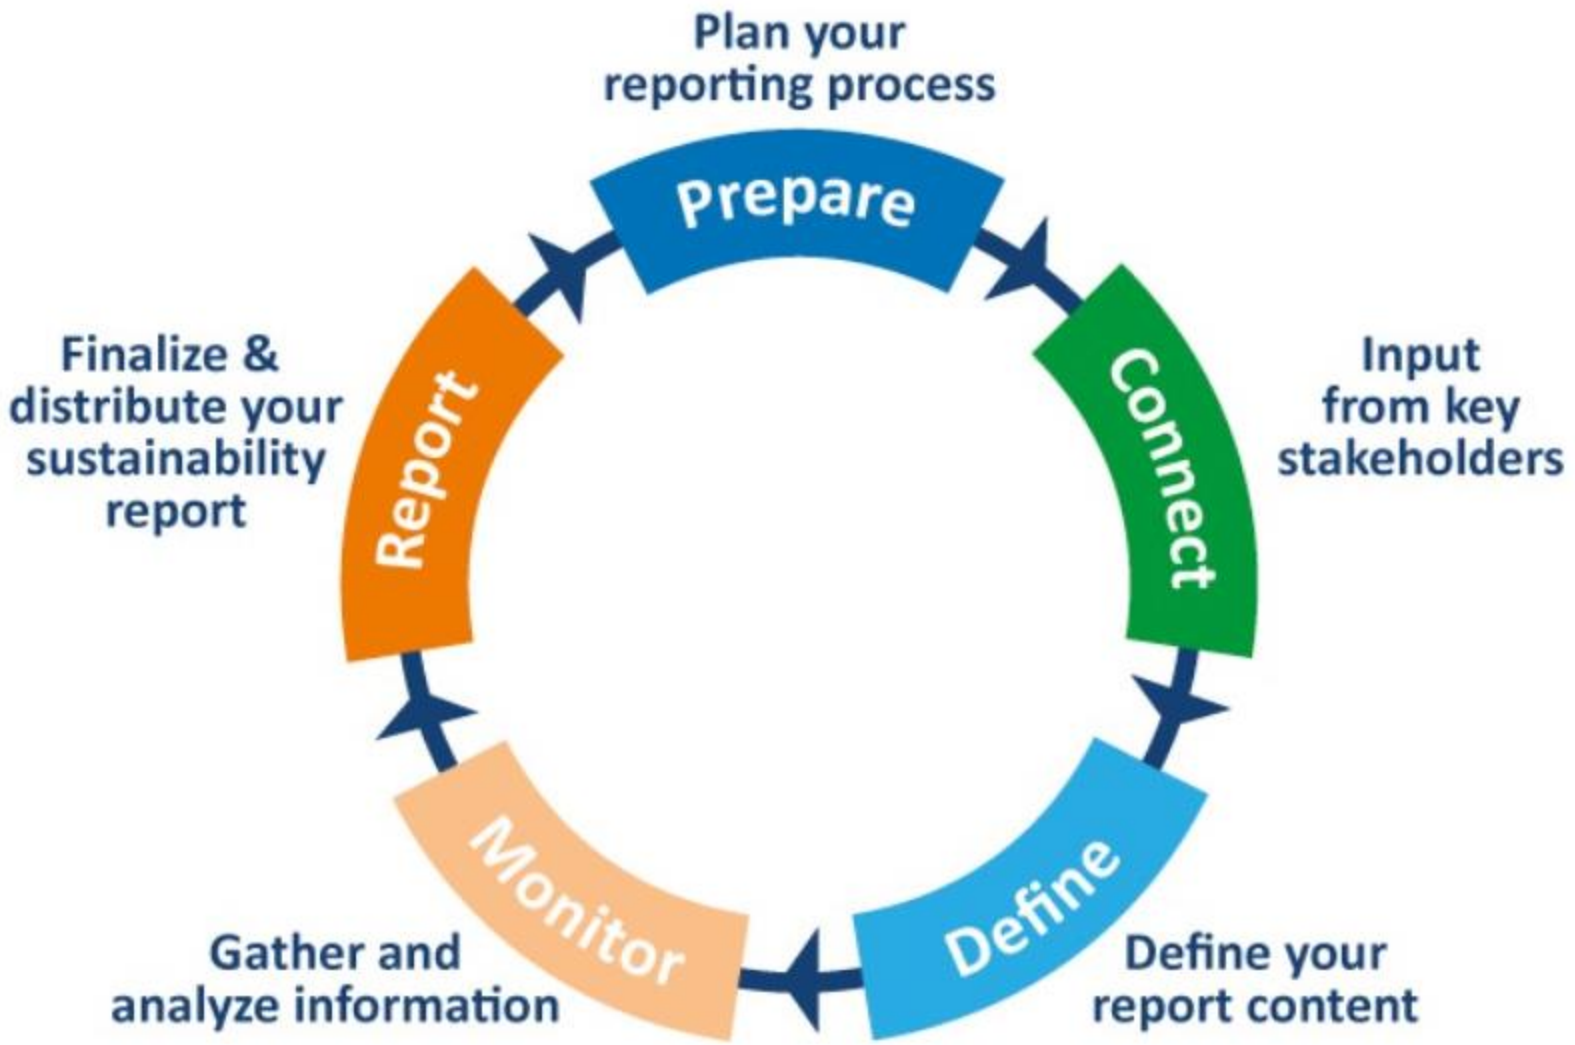 Plan your
reporting process
Prepare
Connect
Input
from key
stakeholders
Define
Define your
report content
Monitor
Gather and
analyze information
Report
Finalize &
distribute your
sustainability
report